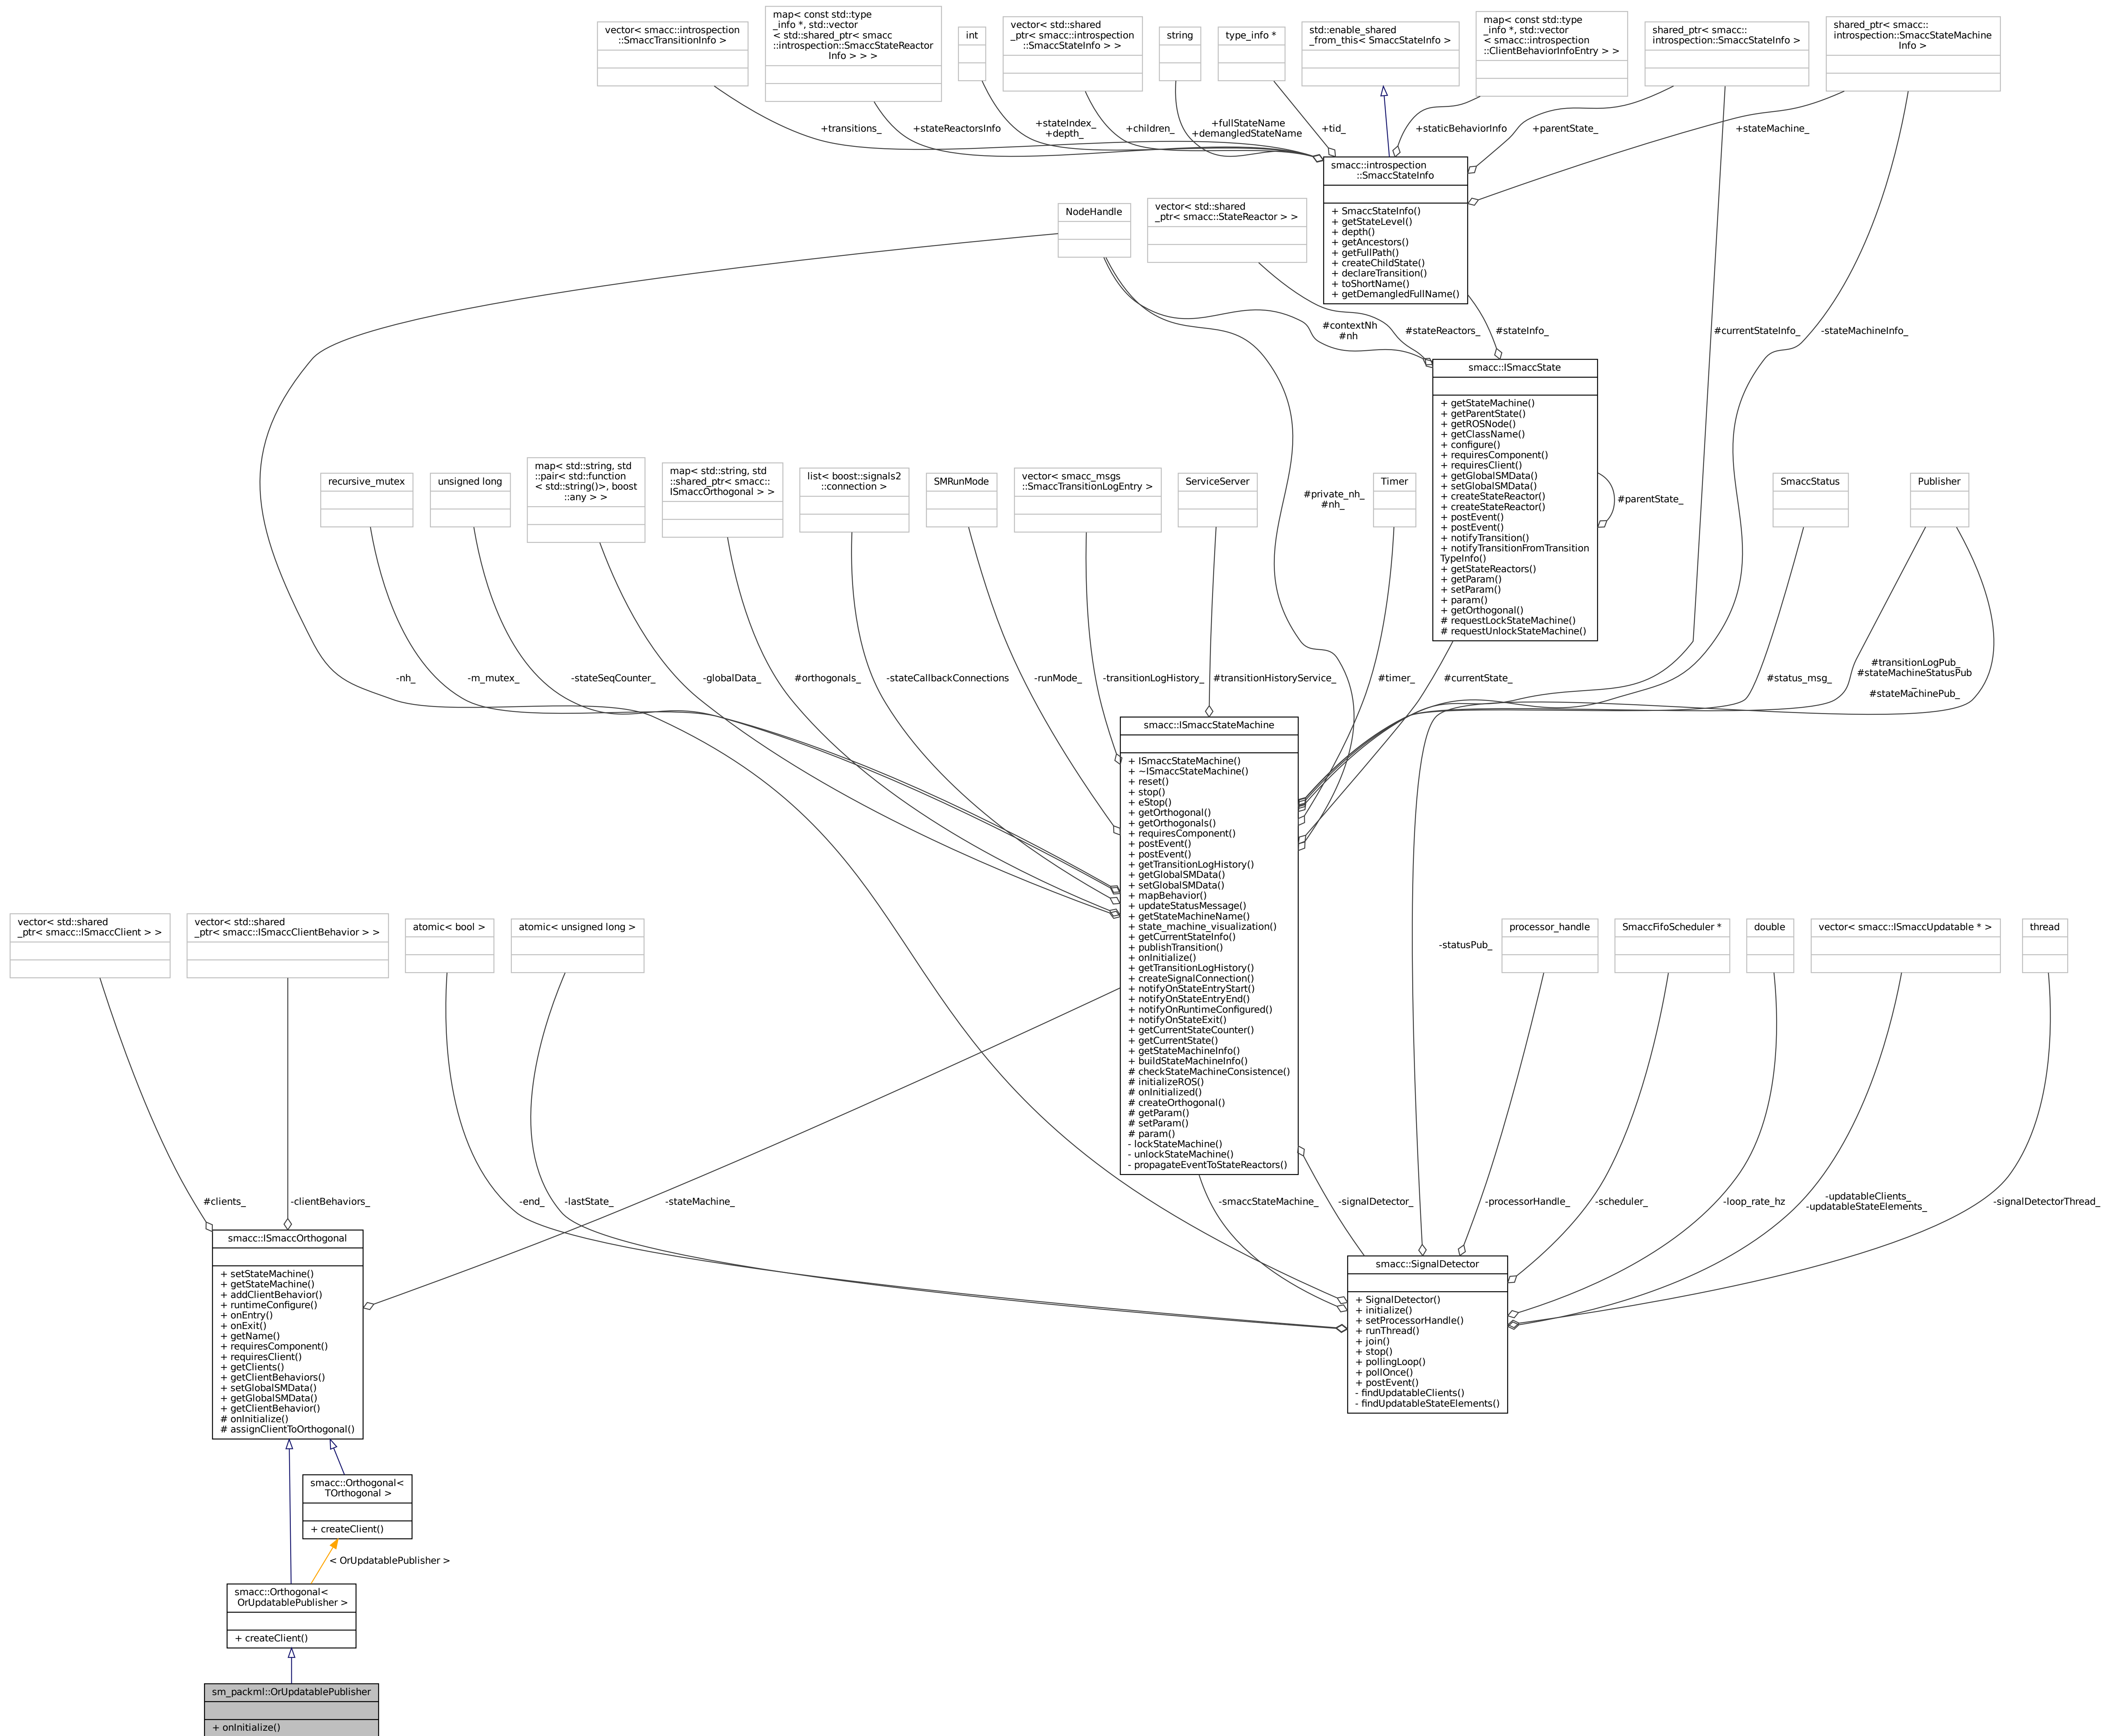 vector< smacc::introspection
::SmaccTransitionInfo >
map< const std::type
_info *, std::vector
< std::shared_ptr< smacc
::introspection::SmaccStateReactor
Info > > >
int
vector< std::shared
_ptr< smacc::introspection
::SmaccStateInfo > >
string
type_info *
std::enable_shared
_from_this< SmaccStateInfo >
map< const std::type
_info *, std::vector
< smacc::introspection
::ClientBehaviorInfoEntry > >
shared_ptr< smacc::
introspection::SmaccStateInfo >
shared_ptr< smacc::
introspection::SmaccStateMachine
Info >
+transitions_
+stateReactorsInfo
+stateIndex_
+depth_
+children_
+fullStateName
+demangledStateName
+tid_
+staticBehaviorInfo
+parentState_
+stateMachine_
smacc::introspection
::SmaccStateInfo
+ SmaccStateInfo()
+ getStateLevel()
+ depth()
+ getAncestors()
+ getFullPath()
+ createChildState()
+ declareTransition()
+ toShortName()
+ getDemangledFullName()
NodeHandle
vector< std::shared
_ptr< smacc::StateReactor > >
#contextNh
#nh
#stateReactors_
#stateInfo_
#currentStateInfo_
-stateMachineInfo_
smacc::ISmaccState
+ getStateMachine()
+ getParentState()
+ getROSNode()
+ getClassName()
+ configure()
+ requiresComponent()
+ requiresClient()
+ getGlobalSMData()
+ setGlobalSMData()
+ createStateReactor()
+ createStateReactor()
+ postEvent()
+ postEvent()
+ notifyTransition()
+ notifyTransitionFromTransition
TypeInfo()
+ getStateReactors()
+ getParam()
+ setParam()
+ param()
+ getOrthogonal()
# requestLockStateMachine()
# requestUnlockStateMachine()
#parentState_
recursive_mutex
unsigned long
map< std::string, std
::pair< std::function
< std::string()>, boost
::any > >
map< std::string, std
::shared_ptr< smacc::
ISmaccOrthogonal > >
list< boost::signals2
::connection >
SMRunMode
vector< smacc_msgs
::SmaccTransitionLogEntry >
ServiceServer
#private_nh_
#nh_
Timer
SmaccStatus
Publisher
-nh_
-m_mutex_
-stateSeqCounter_
-globalData_
#orthogonals_
-stateCallbackConnections
-runMode_
-transitionLogHistory_
#transitionHistoryService_
#timer_
#currentState_
#status_msg_
#transitionLogPub_
#stateMachineStatusPub
_
#stateMachinePub_
smacc::ISmaccStateMachine
+ ISmaccStateMachine()
+ ~ISmaccStateMachine()
+ reset()
+ stop()
+ eStop()
+ getOrthogonal()
+ getOrthogonals()
+ requiresComponent()
+ postEvent()
+ postEvent()
+ getTransitionLogHistory()
+ getGlobalSMData()
+ setGlobalSMData()
+ mapBehavior()
+ updateStatusMessage()
+ getStateMachineName()
+ state_machine_visualization()
+ getCurrentStateInfo()
+ publishTransition()
+ onInitialize()
+ getTransitionLogHistory()
+ createSignalConnection()
+ notifyOnStateEntryStart()
+ notifyOnStateEntryEnd()
+ notifyOnRuntimeConfigured()
+ notifyOnStateExit()
+ getCurrentStateCounter()
+ getCurrentState()
+ getStateMachineInfo()
+ buildStateMachineInfo()
# checkStateMachineConsistence()
# initializeROS()
# onInitialized()
# createOrthogonal()
# getParam()
# setParam()
# param()
- lockStateMachine()
- unlockStateMachine()
- propagateEventToStateReactors()
vector< std::shared
_ptr< smacc::ISmaccClient > >
vector< std::shared
_ptr< smacc::ISmaccClientBehavior > >
atomic< bool >
atomic< unsigned long >
-statusPub_
processor_handle
SmaccFifoScheduler *
double
vector< smacc::ISmaccUpdatable * >
thread
#clients_
-clientBehaviors_
-end_
-lastState_
-stateMachine_
-smaccStateMachine_
-signalDetector_
-processorHandle_
-scheduler_
-loop_rate_hz
-updatableClients_
-updatableStateElements_
-signalDetectorThread_
smacc::ISmaccOrthogonal
+ setStateMachine()
+ getStateMachine()
+ addClientBehavior()
+ runtimeConfigure()
+ onEntry()
+ onExit()
+ getName()
+ requiresComponent()
+ requiresClient()
+ getClients()
+ getClientBehaviors()
+ setGlobalSMData()
+ getGlobalSMData()
+ getClientBehavior()
# onInitialize()
# assignClientToOrthogonal()
smacc::SignalDetector
+ SignalDetector()
+ initialize()
+ setProcessorHandle()
+ runThread()
+ join()
+ stop()
+ pollingLoop()
+ pollOnce()
+ postEvent()
- findUpdatableClients()
- findUpdatableStateElements()
smacc::Orthogonal<
TOrthogonal >
+ createClient()
< OrUpdatablePublisher >
smacc::Orthogonal<
OrUpdatablePublisher >
+ createClient()
sm_packml::OrUpdatablePublisher
+ onInitialize()